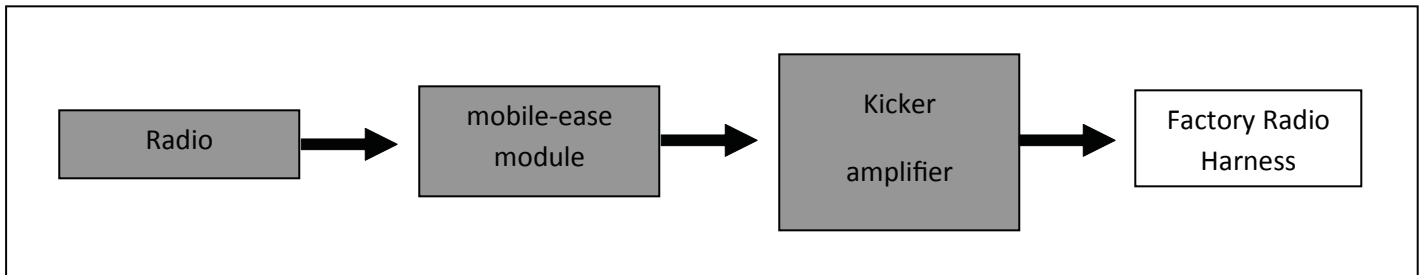 Radio
mobile-ease
module
Kicker
amplifier
Factory Radio
Harness